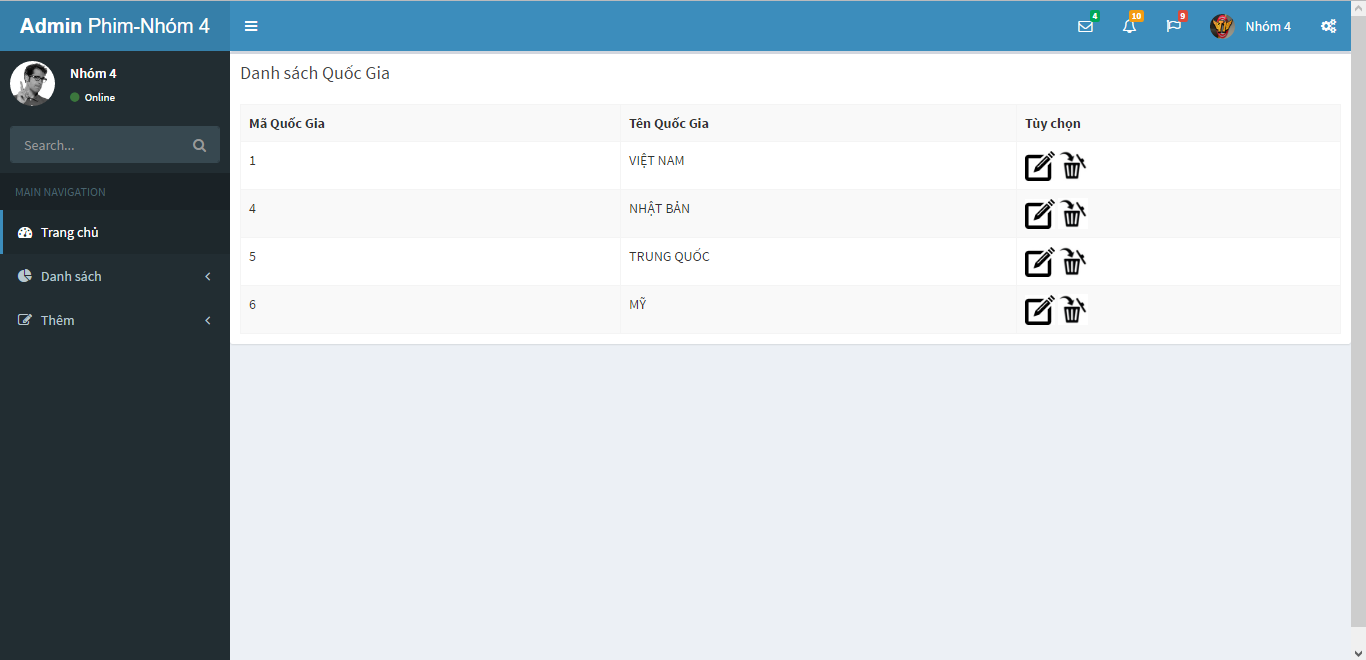 Admin Phim-Nhóm 4
4
10
9
Nhóm 4
Nhóm 4
Online
Search...
MAIN NAVIGATION
Trang chủ
Danh sách
Thêm
Danh sách Quốc Gia
Mã Quốc Gia Tên Quốc Gia Tùy chọn
1 VIỆT NAM
4 NHẬT BẢN
5 TRUNG QUỐC
6 MỸ